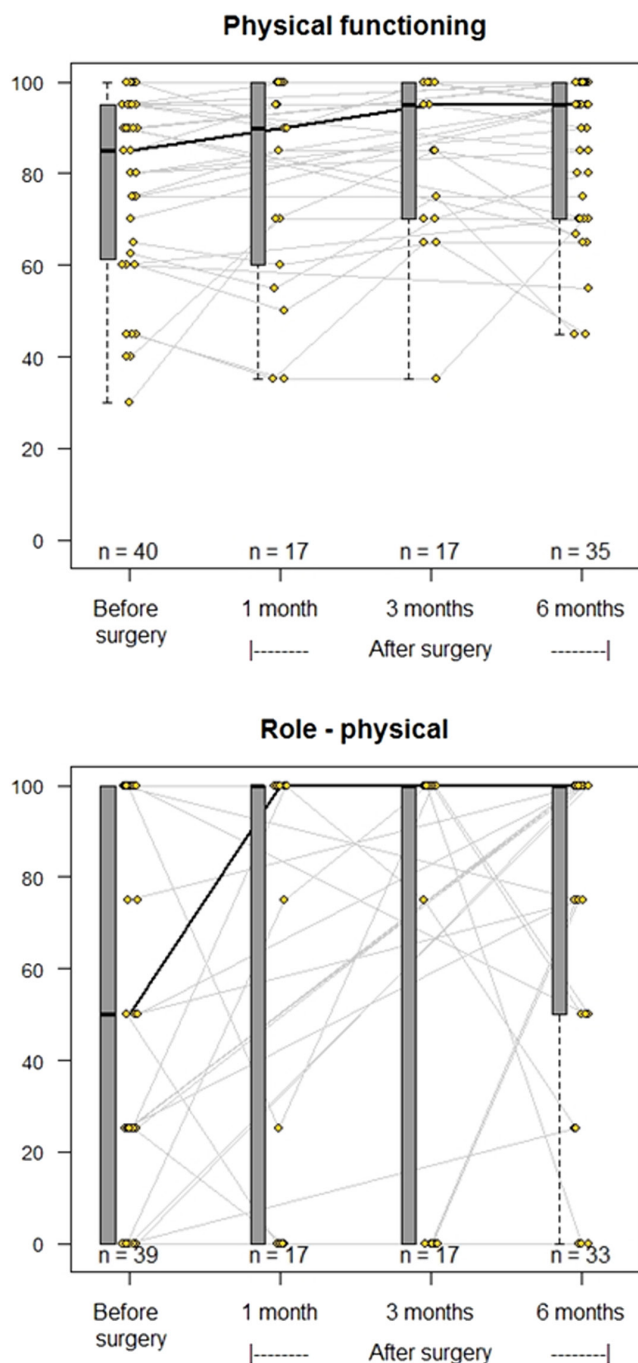 Physical functioning
100
80
60
40
20
0
n = 40 n = 17 n = 17 n = 35
Before surgery 1 month 3 months 6 months
|-------- After surgery --------|
Role - physical
100
80
60
40
20
0
n = 39 n = 17 n = 17 n = 33
Before surgery 1 month 3 months 6 months
|-------- After surgery --------|